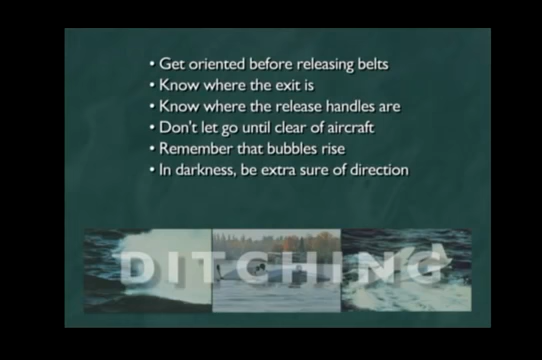 • Get oriented before releasing belts
• Know where the exit is
• Know where the release handles are
• Don't let go until clear of aircraft
• Remember that bubbles rise
• In darkness, be extra sure of direction
DITCHING